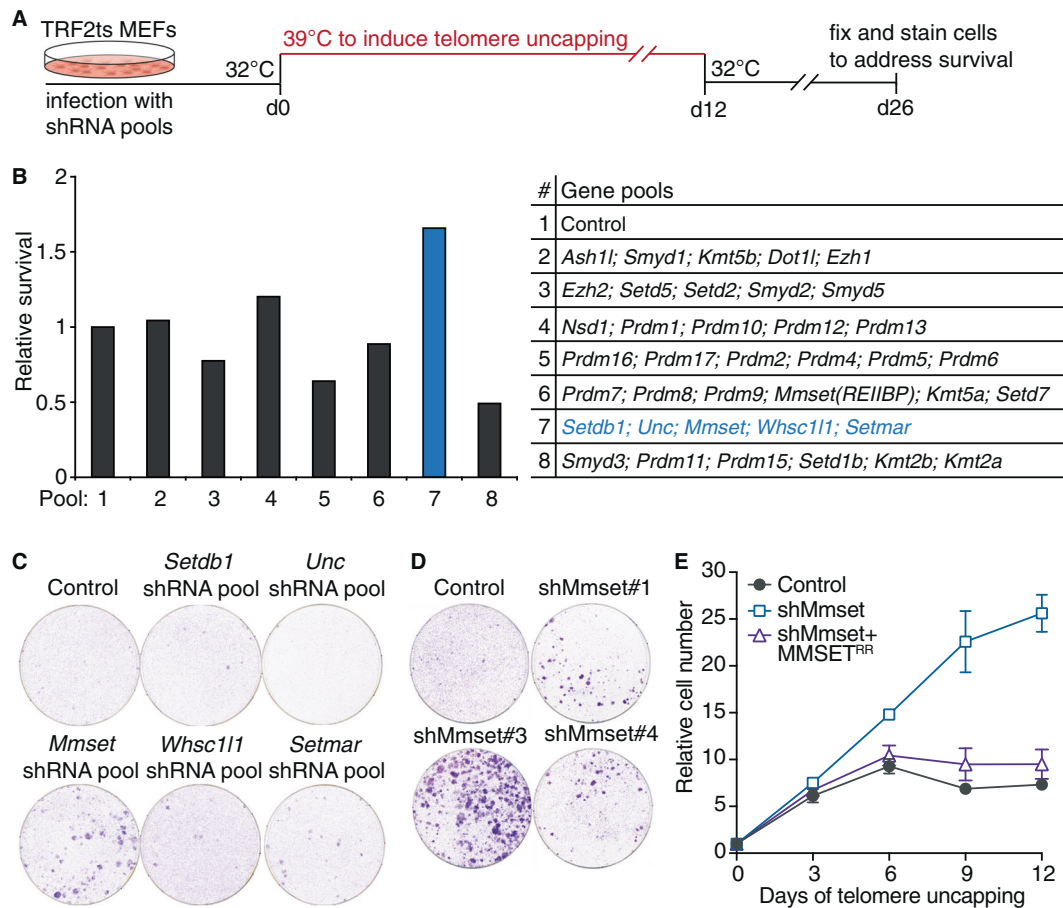 A
TRF2ts MEFs
infection with
shRNA pools
32°C
d0
39°C to induce telomere uncapping
32°C
d12
fix and stain cells
to address survival
d26
B
Relative survival
2
1.5
1
0.5
0
Pool: 1 2 3 4 5 6 7 8
# Gene pools
1 Control
2 Ash1l; Smyd1; Kmt5b; Dot1l; Ezh1
3 Ezh2; Setd5; Setd2; Smyd2; Smyd5
4 Nsd1; Prdm1; Prdm10; Prdm12; Prdm13
5 Prdm16; Prdm17; Prdm2; Prdm4; Prdm5; Prdm6
6 Prdm7; Prdm8; Prdm9; Mmset(REIIBP); Kmt5a; Setd7
7 Setdb1; Unc; Mmset; Whsc1l1; Setmar
8 Smyd3; Prdm11; Prdm15; Setd1b; Kmt2b; Kmt2a
C
Control
Setdb1
shRNA pool
Unc
shRNA pool
Mmset
shRNA pool
Whsc1l1
shRNA pool
Setmar
shRNA pool
D
Control
shMmset#1
shMmset#3
shMmset#4
E
Relative cell number
30
25
20
15
10
5
0
Control
shMmset
shMmset+
MMSET^RR
0 3 6 9 12
Days of telomere uncapping